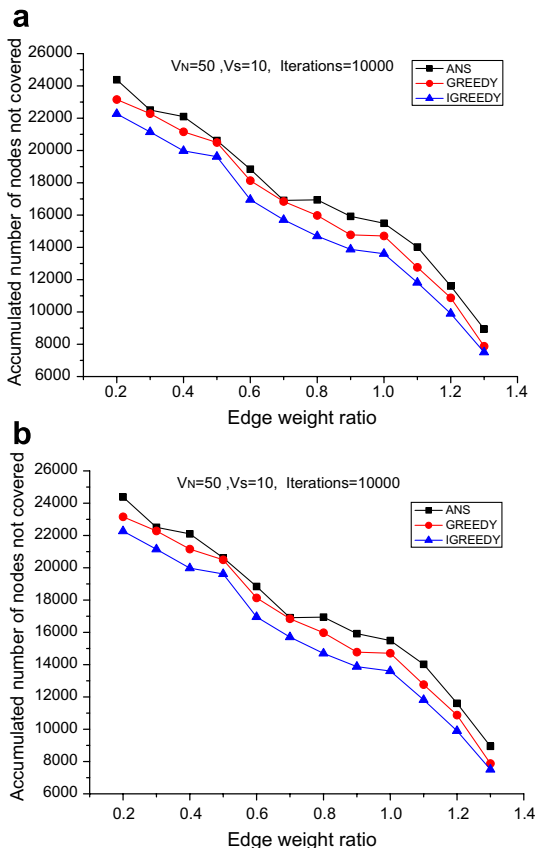 a
Accumulated number of nodes not covered
26000
24000
22000
20000
18000
16000
14000
12000
10000
8000
6000
VN=50 ,Vs=10, Iterations=10000
ANS
GREEDY
IGREEDY
0.2 0.4 0.6 0.8 1.0 1.2 1.4
Edge weight ratio
b
Accumulated number of nodes not covered
26000
24000
22000
20000
18000
16000
14000
12000
10000
8000
6000
VN=50 ,Vs=10, Iterations=10000
ANS
GREEDY
IGREEDY
0.2 0.4 0.6 0.8 1.0 1.2 1.4
Edge weight ratio